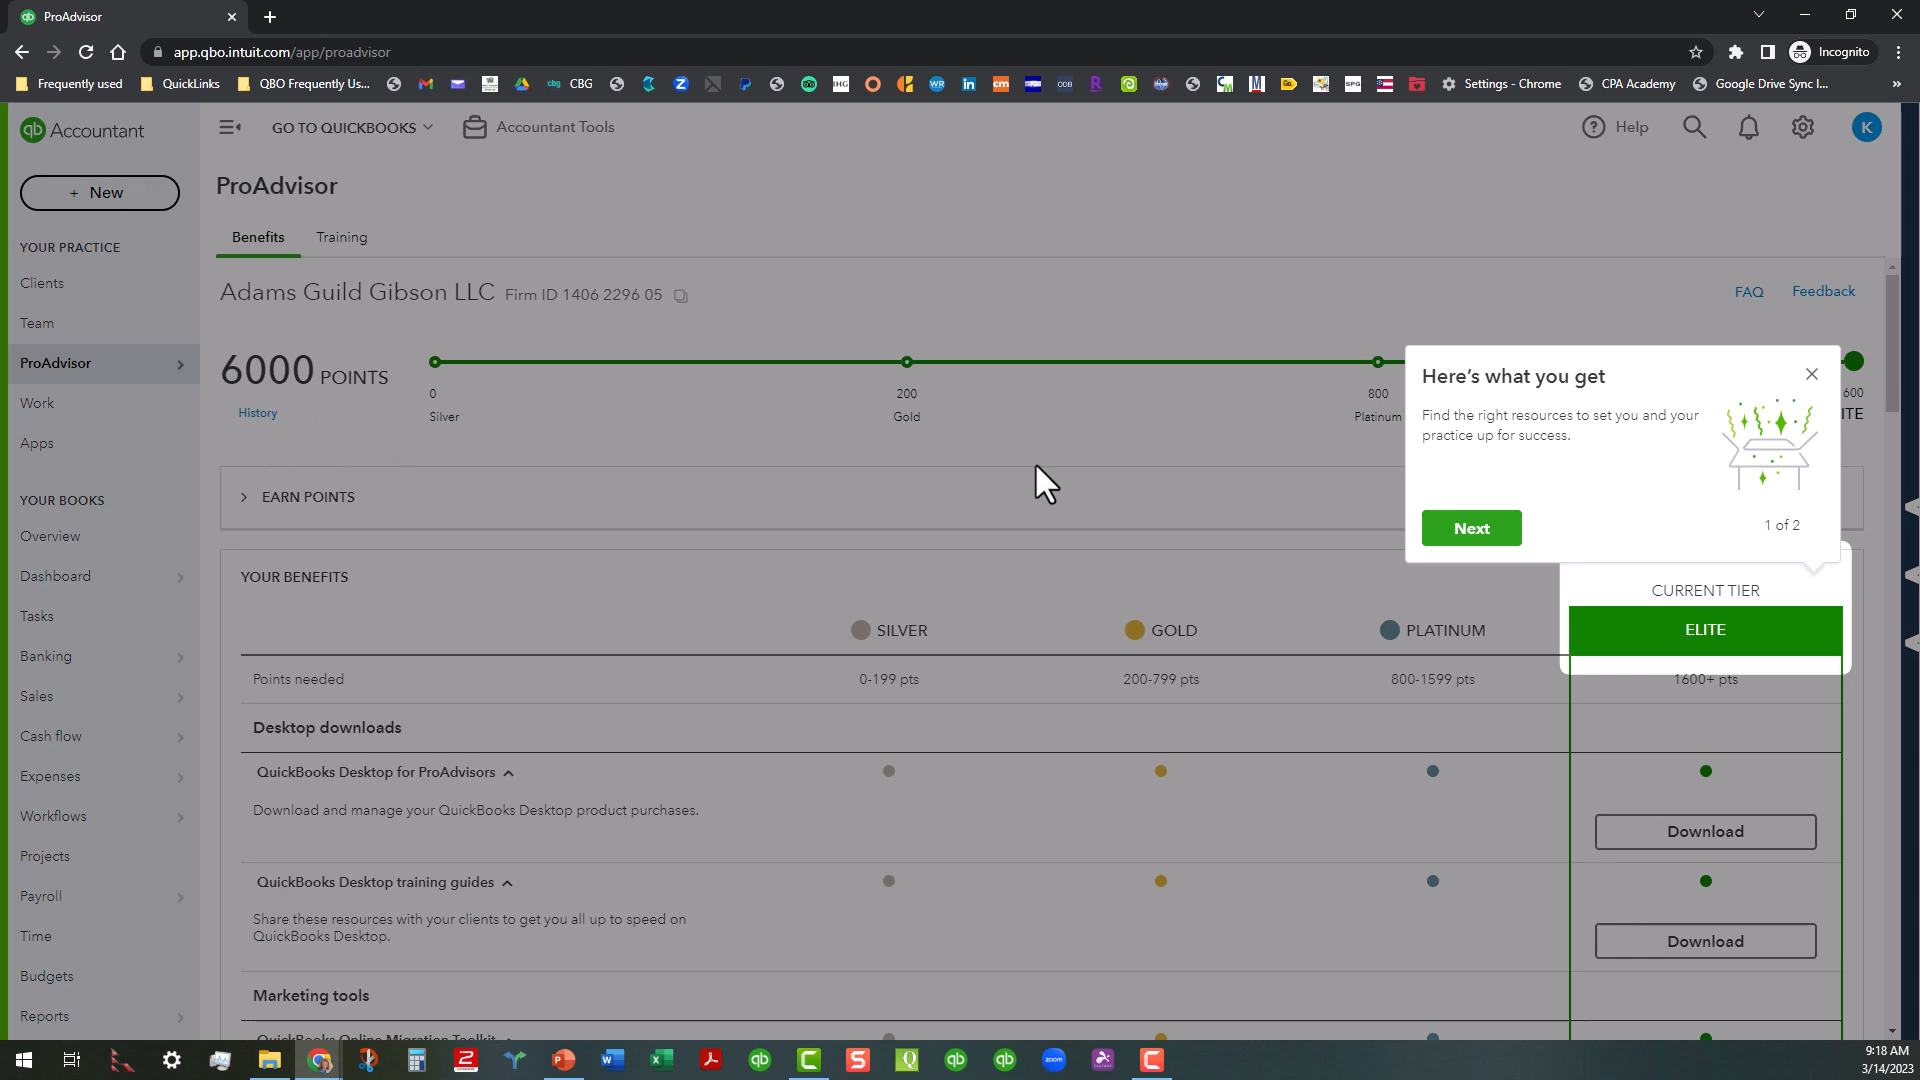 ProAdvisor
app.qbo.intuit.com/app/proadvisor
Incognito
Frequently used
QuickLinks
QBO Frequently Us...
CBG
Settings - Chrome
CPA Academy
Google Drive Sync I...
»
qb Accountant
GO TO QUICKBOOKS
Accountant Tools
Help
K
+ New
ProAdvisor
Benefits
Training
YOUR PRACTICE
Clients
Team
ProAdvisor
Work
Apps
YOUR BOOKS
Overview
Dashboard
Tasks
Banking
Sales
Cash flow
Expenses
Workflows
Projects
Payroll
Time
Budgets
Reports
Adams Guild Gibson LLC Firm ID 1406 2296 05
FAQ
Feedback
6000 POINTS
History
0
Silver
200
Gold
800
Platinum
600
ITE
Here's what you get
Find the right resources to set you and your
practice up for success.
Next
1 of 2
EARN POINTS
YOUR BENEFITS
CURRENT TIER
SILVER
GOLD
PLATINUM
ELITE
Points needed
0-199 pts
200-799 pts
800-1599 pts
1600+ pts
Desktop downloads
QuickBooks Desktop for ProAdvisors
Download and manage your QuickBooks Desktop product purchases.
Download
QuickBooks Desktop training guides
Share these resources with your clients to get you all up to speed on
QuickBooks Desktop.
Download
Marketing tools
QuickBooks Online Migration Toolkit
9:18 AM
3/14/2023